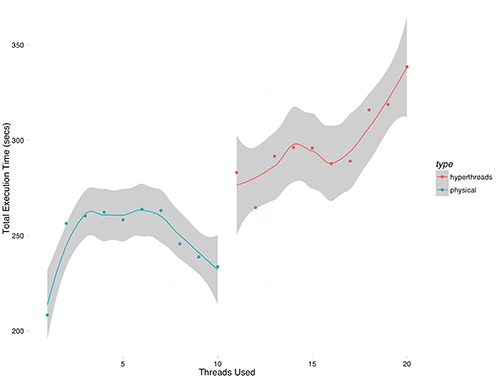 350
300
250
200
Total Execution Time (secs)
5
10
15
20
Threads Used
type
hyperthreads
physical